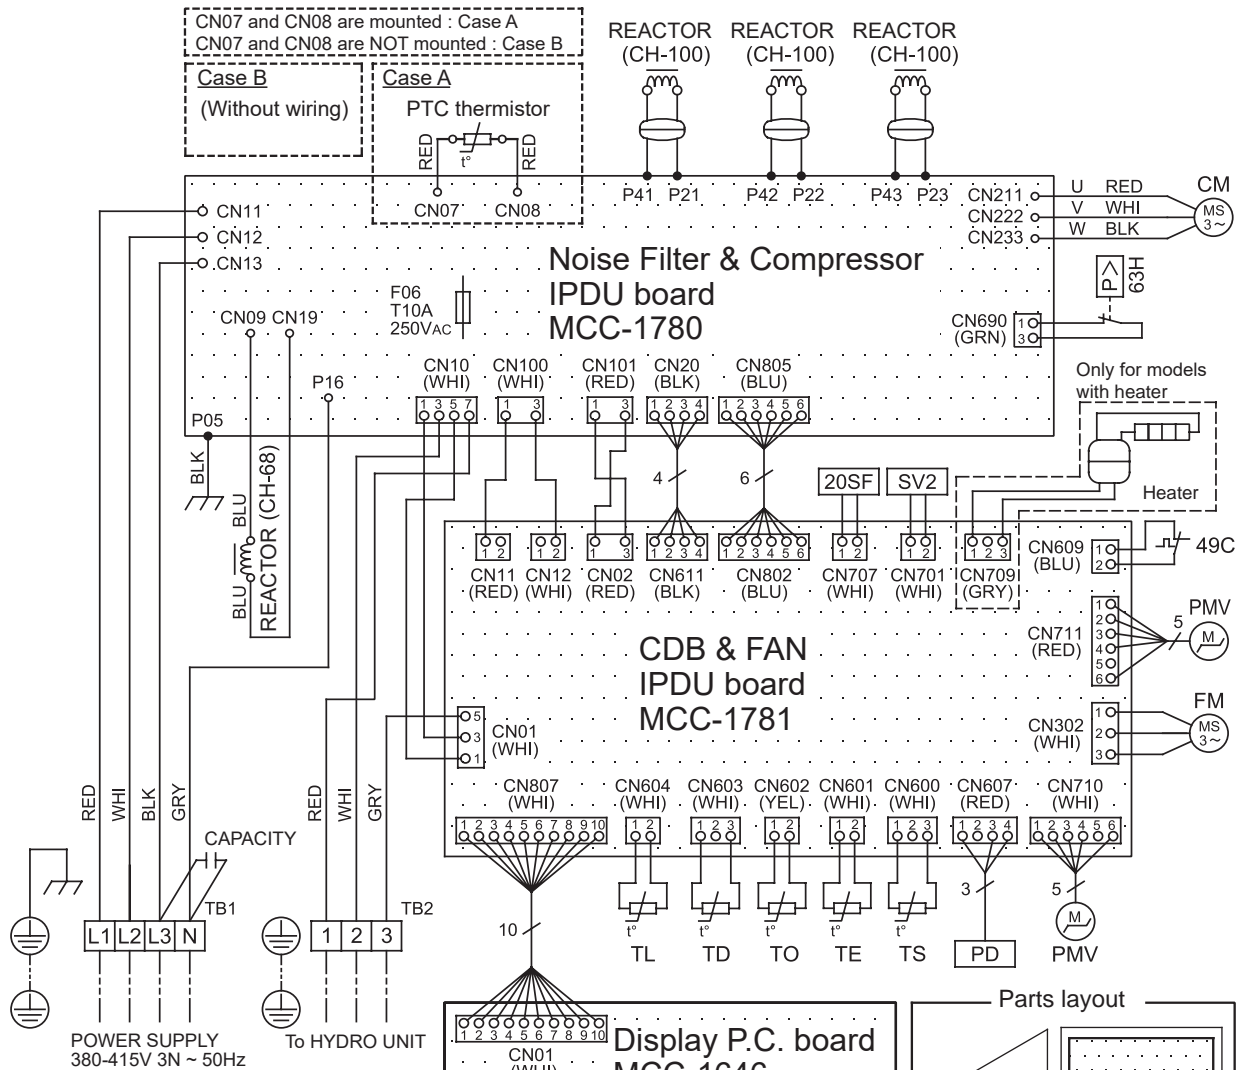 CN07 and CN08 are mounted : Case A
CN07 and CN08 are NOT mounted : Case B
Case B
(Without wiring)
Case A
PTC thermistor
RED
t°
RED
CN07
CN08
REACTOR
(CH-100)
REACTOR
(CH-100)
REACTOR
(CH-100)
P41 P21
P42 P22
P43 P23
CN211
U RED
CN222
V WHI
CN233
W BLK
CM
MS
3~
CN11
CN12
CN13
Noise Filter & Compressor
IPDU board
MCC-1780
F06
T10A
250VAC
P>
63H
CN690
(GRN)
1
3
CN09 CN19
P16
P05
BLK
BLU
BLU
REACTOR (CH-68)
CN10
(WHI)
1 3 5 7
CN100
(WHI)
1 3
CN101
(RED)
1 3
CN20
(BLK)
1 2 3 4
CN805
(BLU)
1 2 3 4 5 6
4
6
20SF
SV2
Only for models
with heater
Heater
1 2
CN11
(RED)
1 2
CN12
(WHI)
1 3
CN02
(RED)
1 2 3 4
CN611
(BLK)
1 2 3 4 5 6
CN802
(BLU)
1 2
CN707
(WHI)
1 2
CN701
(WHI)
1 2 3
CN709
(GRY)
CN609
(BLU)
1
2
49C
CDB & FAN
IPDU board
MCC-1781
CN711
(RED)
1
2
3
4
5
6
5
PMV
M
CN302
(WHI)
1
2
3
FM
MS
3~
5
3
1
CN01
(WHI)
CN807
(WHI)
1 2 3 4 5 6 7 8 9 10
CN604
(WHI)
1 2
CN603
(WHI)
1 2 3
CN602
(YEL)
1 2
CN601
(WHI)
1 2
CN600
(WHI)
1 2 3
CN607
(RED)
1 2 3 4
CN710
(WHI)
1 2 3 4 5 6
RED
WHI
BLK
GRY
RED
WHI
GRY
CAPACITY
TB1
L1 L2 L3 N
TB2
1 2 3
10
t°
TL
t°
TD
t°
TO
t°
TE
t°
TS
3
PD
5
M
PMV
POWER SUPPLY
380-415V 3N ~ 50Hz
To HYDRO UNIT
1 2 3 4 5 6 7 8 9 10
CN01
(WHI)
Display P.C. board
MCC-1646
Parts layout